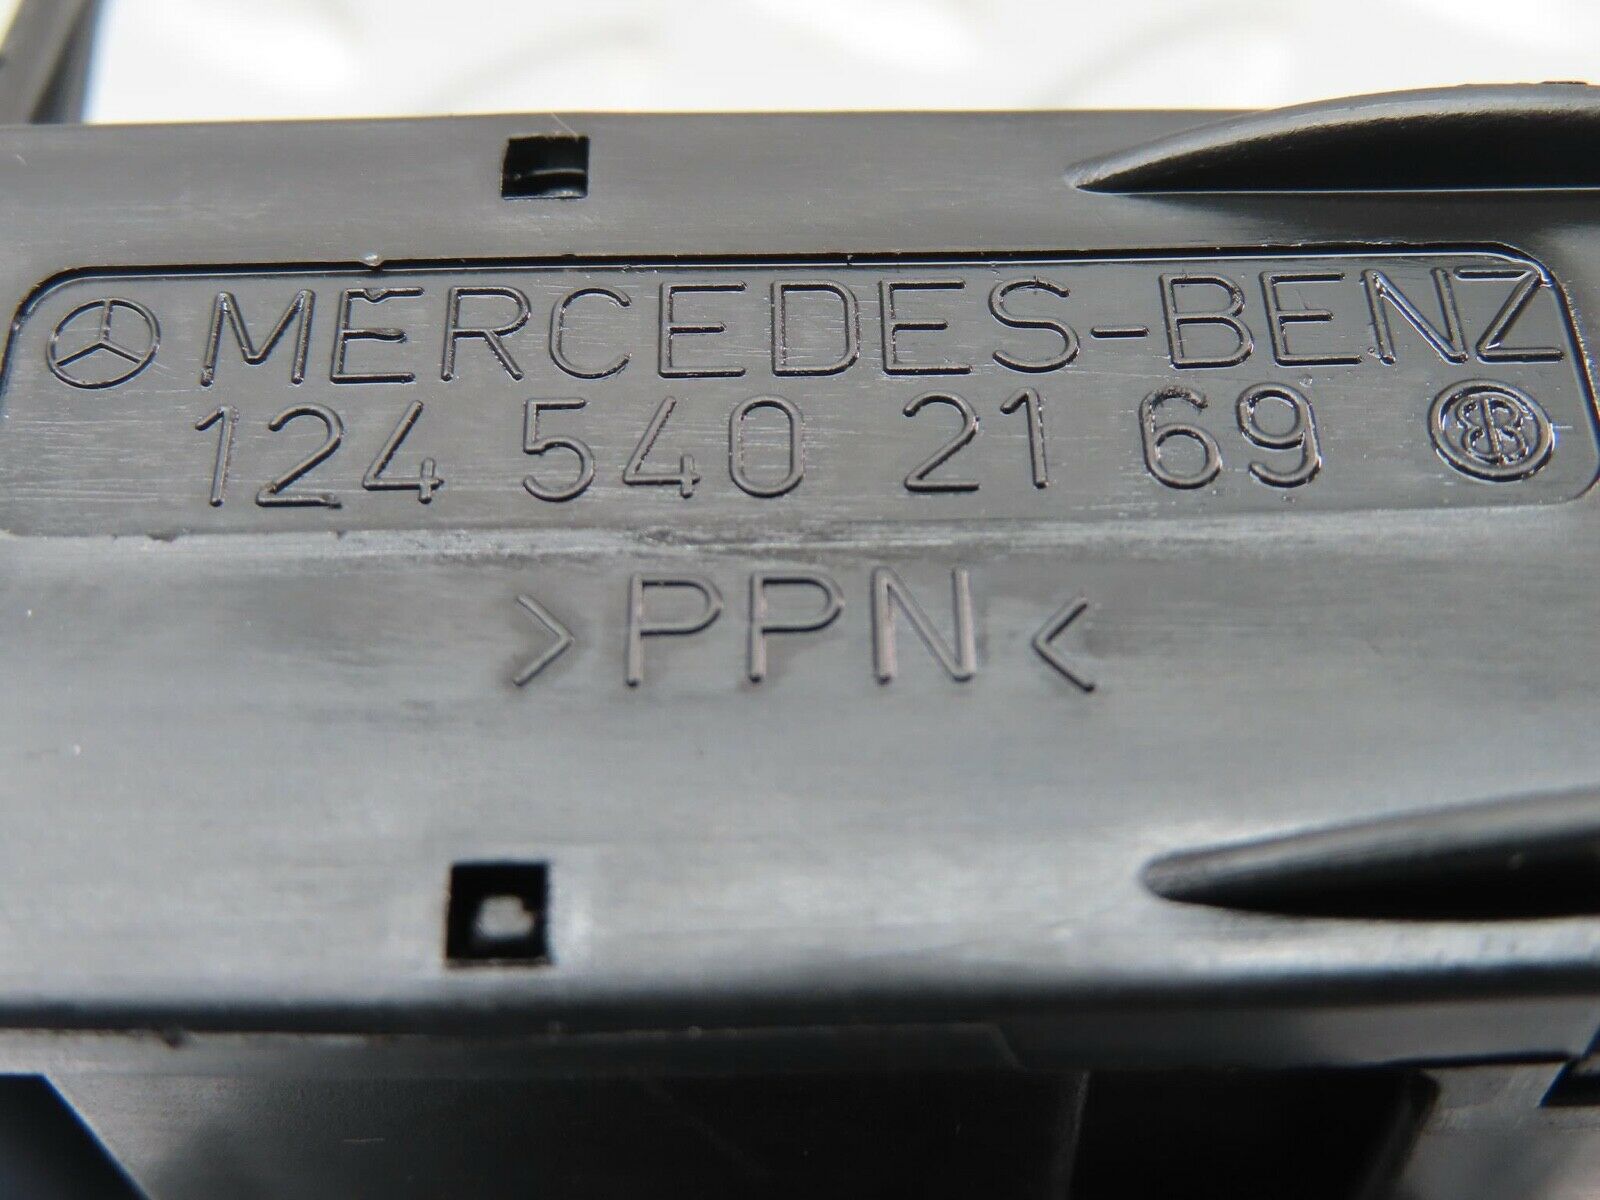 MERCEDES-BENZ
124 540 21 69
>PPN<